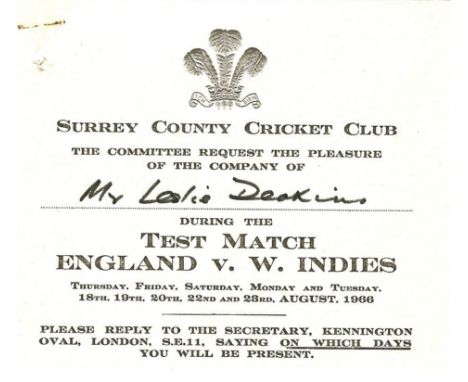 SURREY COUNTY CRICKET CLUB
THE COMMITTEE REQUEST THE PLEASURE
OF THE COMPANY OF
Mr Leslie Deakins
DURING THE
TEST MATCH
ENGLAND v. W. INDIES
THURSDAY, FRIDAY, SATURDAY, MONDAY AND TUESDAY,
18TH, 19TH, 20TH, 22ND AND 23RD, AUGUST, 1966
PLEASE REPLY TO THE SECRETARY, KENNINGTON
OVAL, LONDON, S.E.11, SAYING ON WHICH DAYS
YOU WILL BE PRESENT.